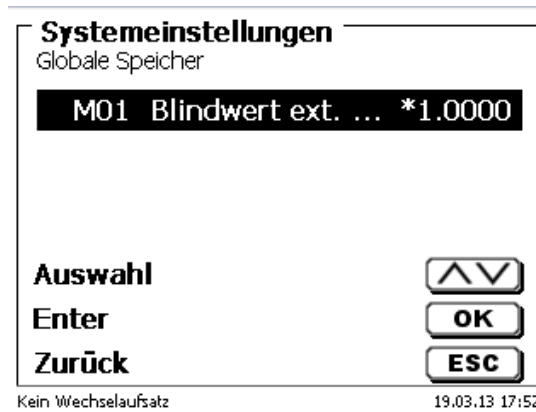 Systemeinstellungen
Globale Speicher
M01 Blindwert ext. ... *1.0000
Auswahl
Enter OK
Zurück ESC
Kein Wechselaufsatz 19.03.13 17:52